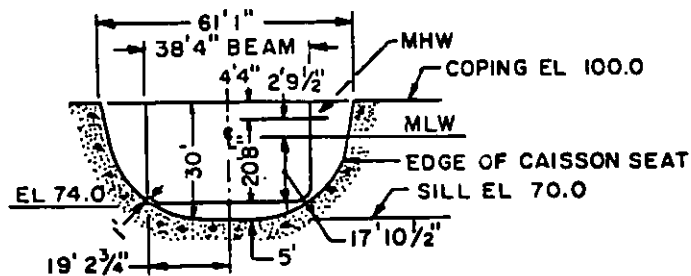 61'1"
38'4" BEAM
MHW
4'4"
2'9½"
COPING EL 100.0
MLW
30'
20'8"
EDGE OF CAISSON SEAT
EL 74.0
SILL EL 70.0
1'
17'10½"
19'2¾"
5'